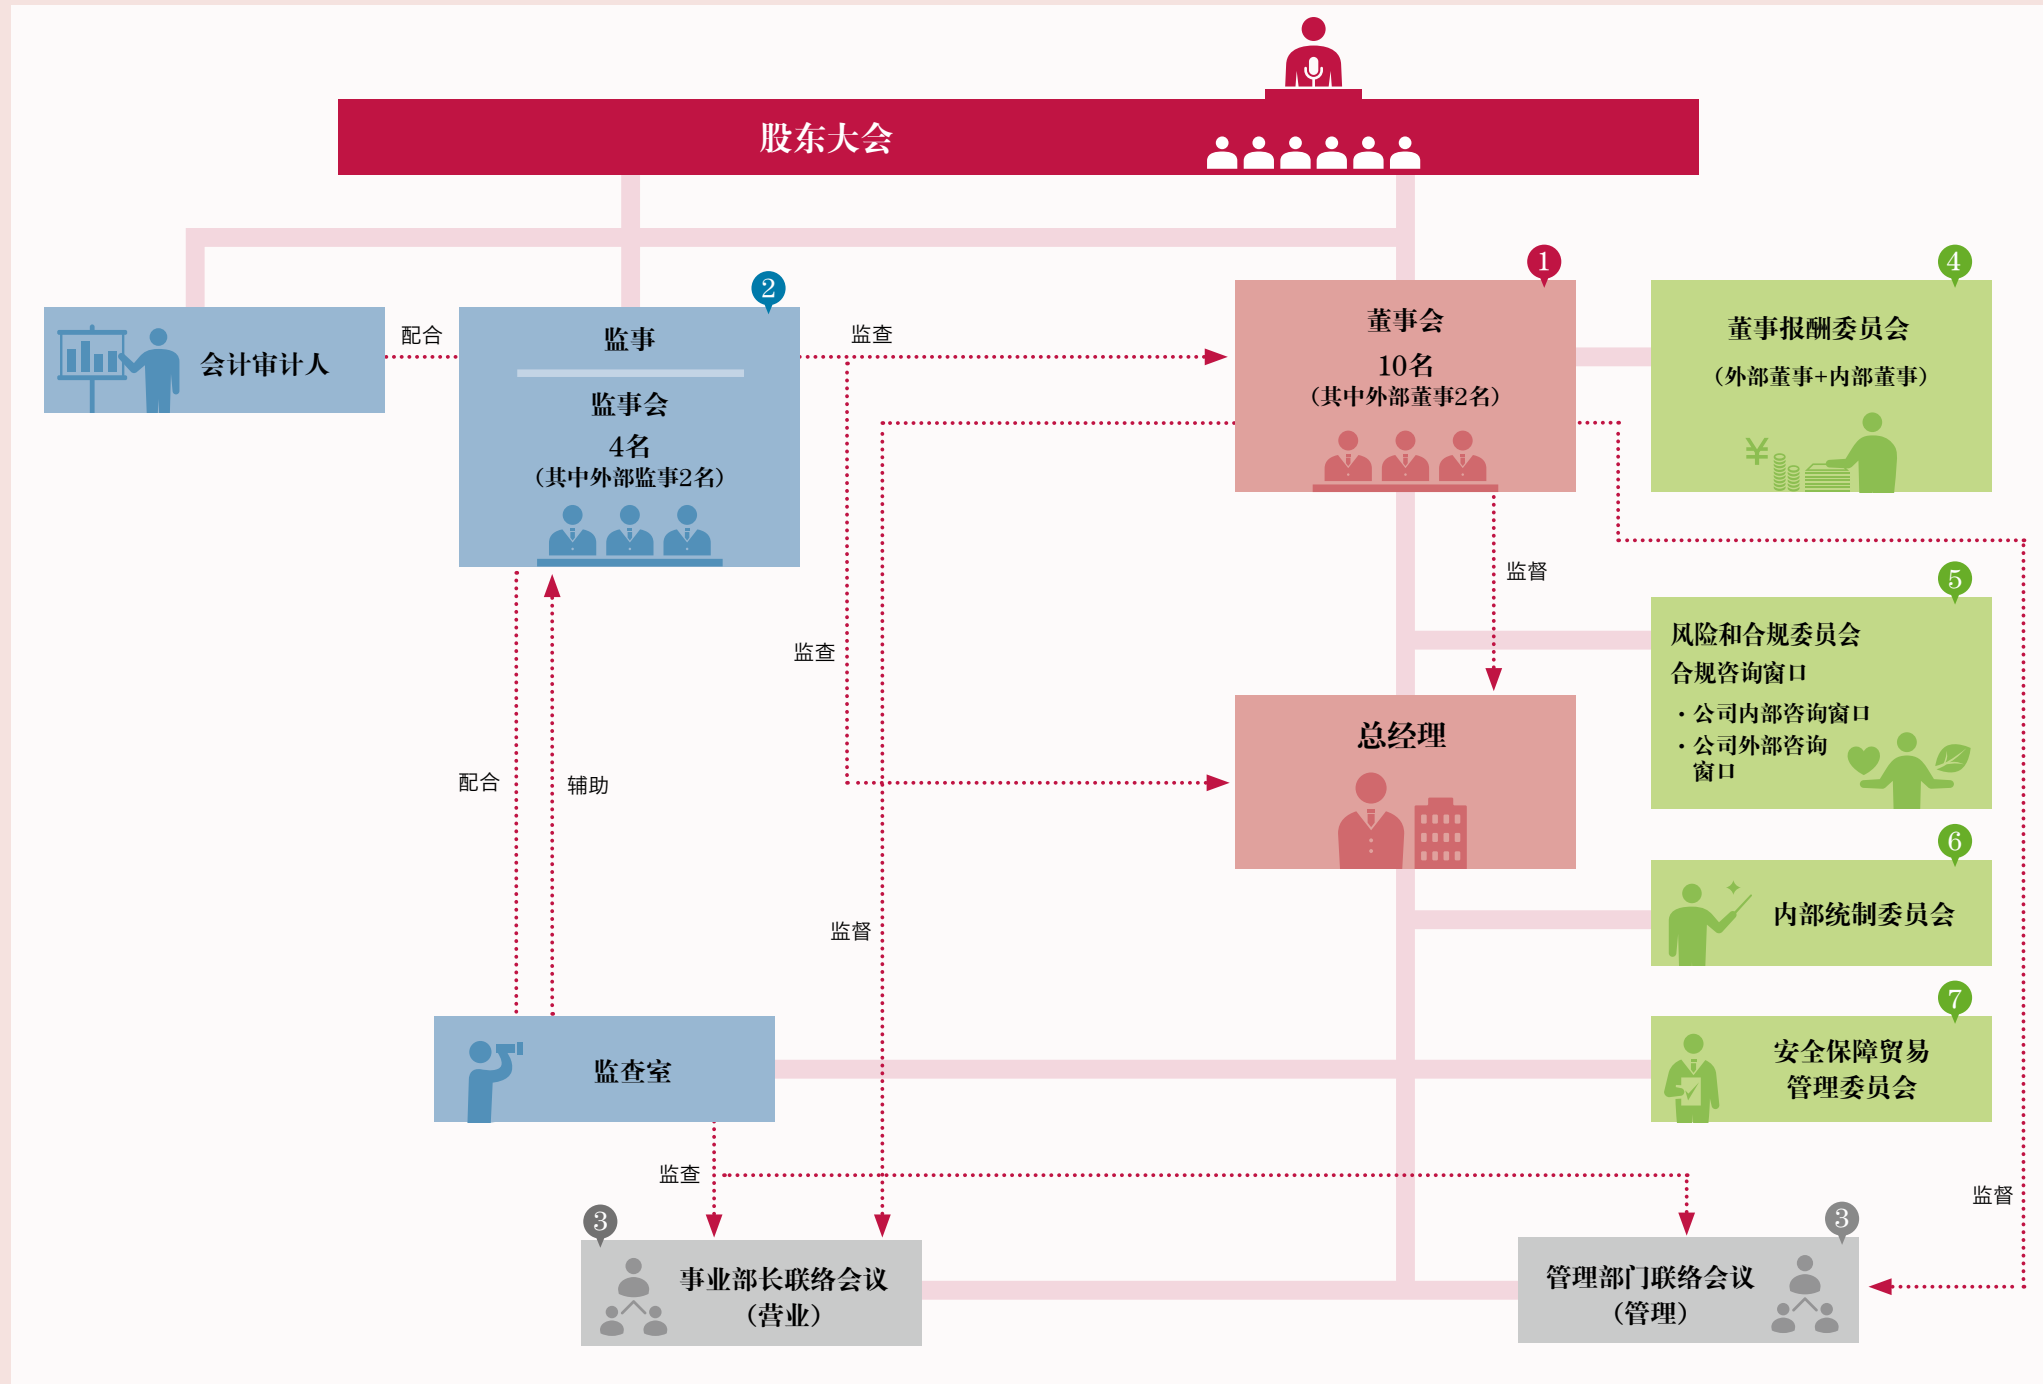 股东大会
1
董事会
10名
（其中外部董事2名）
4
董事报酬委员会
（外部董事+内部董事）
2
监事
监事会
4名
（其中外部监事2名）
会计审计人
配合
监查
监督
监查
5
风险和合规委员会
合规咨询窗口
・公司内部咨询窗口
・公司外部咨询
窗口
总经理
配合
辅助
监督
6
内部统制委员会
7
安全保障贸易
管理委员会
监查室
监查
监督
3
事业部长联络会议
（营业）
3
管理部门联络会议
（管理）
¥